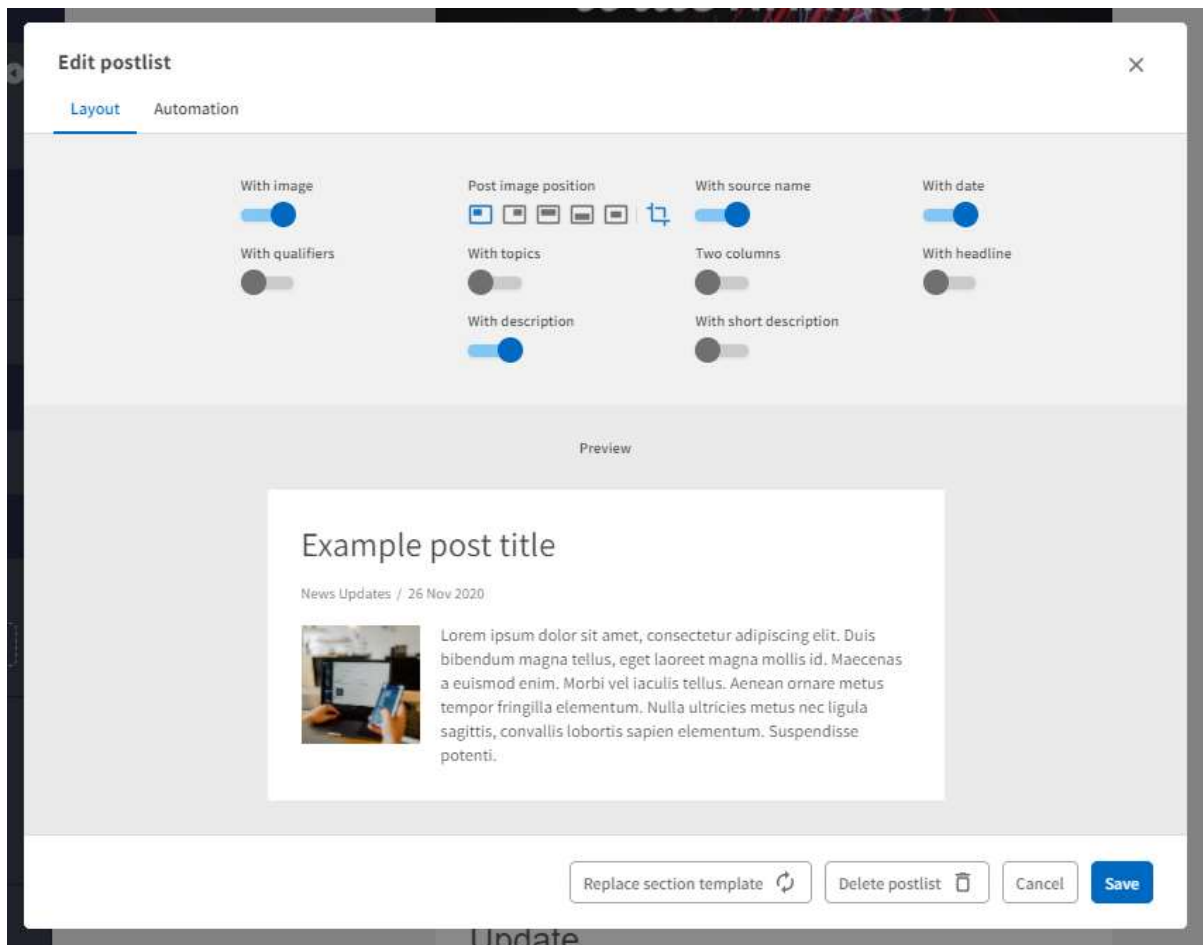 Edit postlist
Layout Automation
With image Post image position With source name With date
With qualifiers With topics Two columns With headline
With description With short description
Preview
Example post title
News Updates / 26 Nov 2020
Lorem ipsum dolor sit amet, consectetur adipiscing elit. Duis
bibendum magna tellus, eget laoreet magna mollis id. Maecenas
a euismod enim. Morbi vel iaculis tellus. Aenean ornare metus
tempor fringilla elementum. Nulla ultricies metus nec ligula
sagittis, convallis lobortis sapien elementum. Suspendisse
potenti.
Replace section template Delete postlist Cancel Save
Update